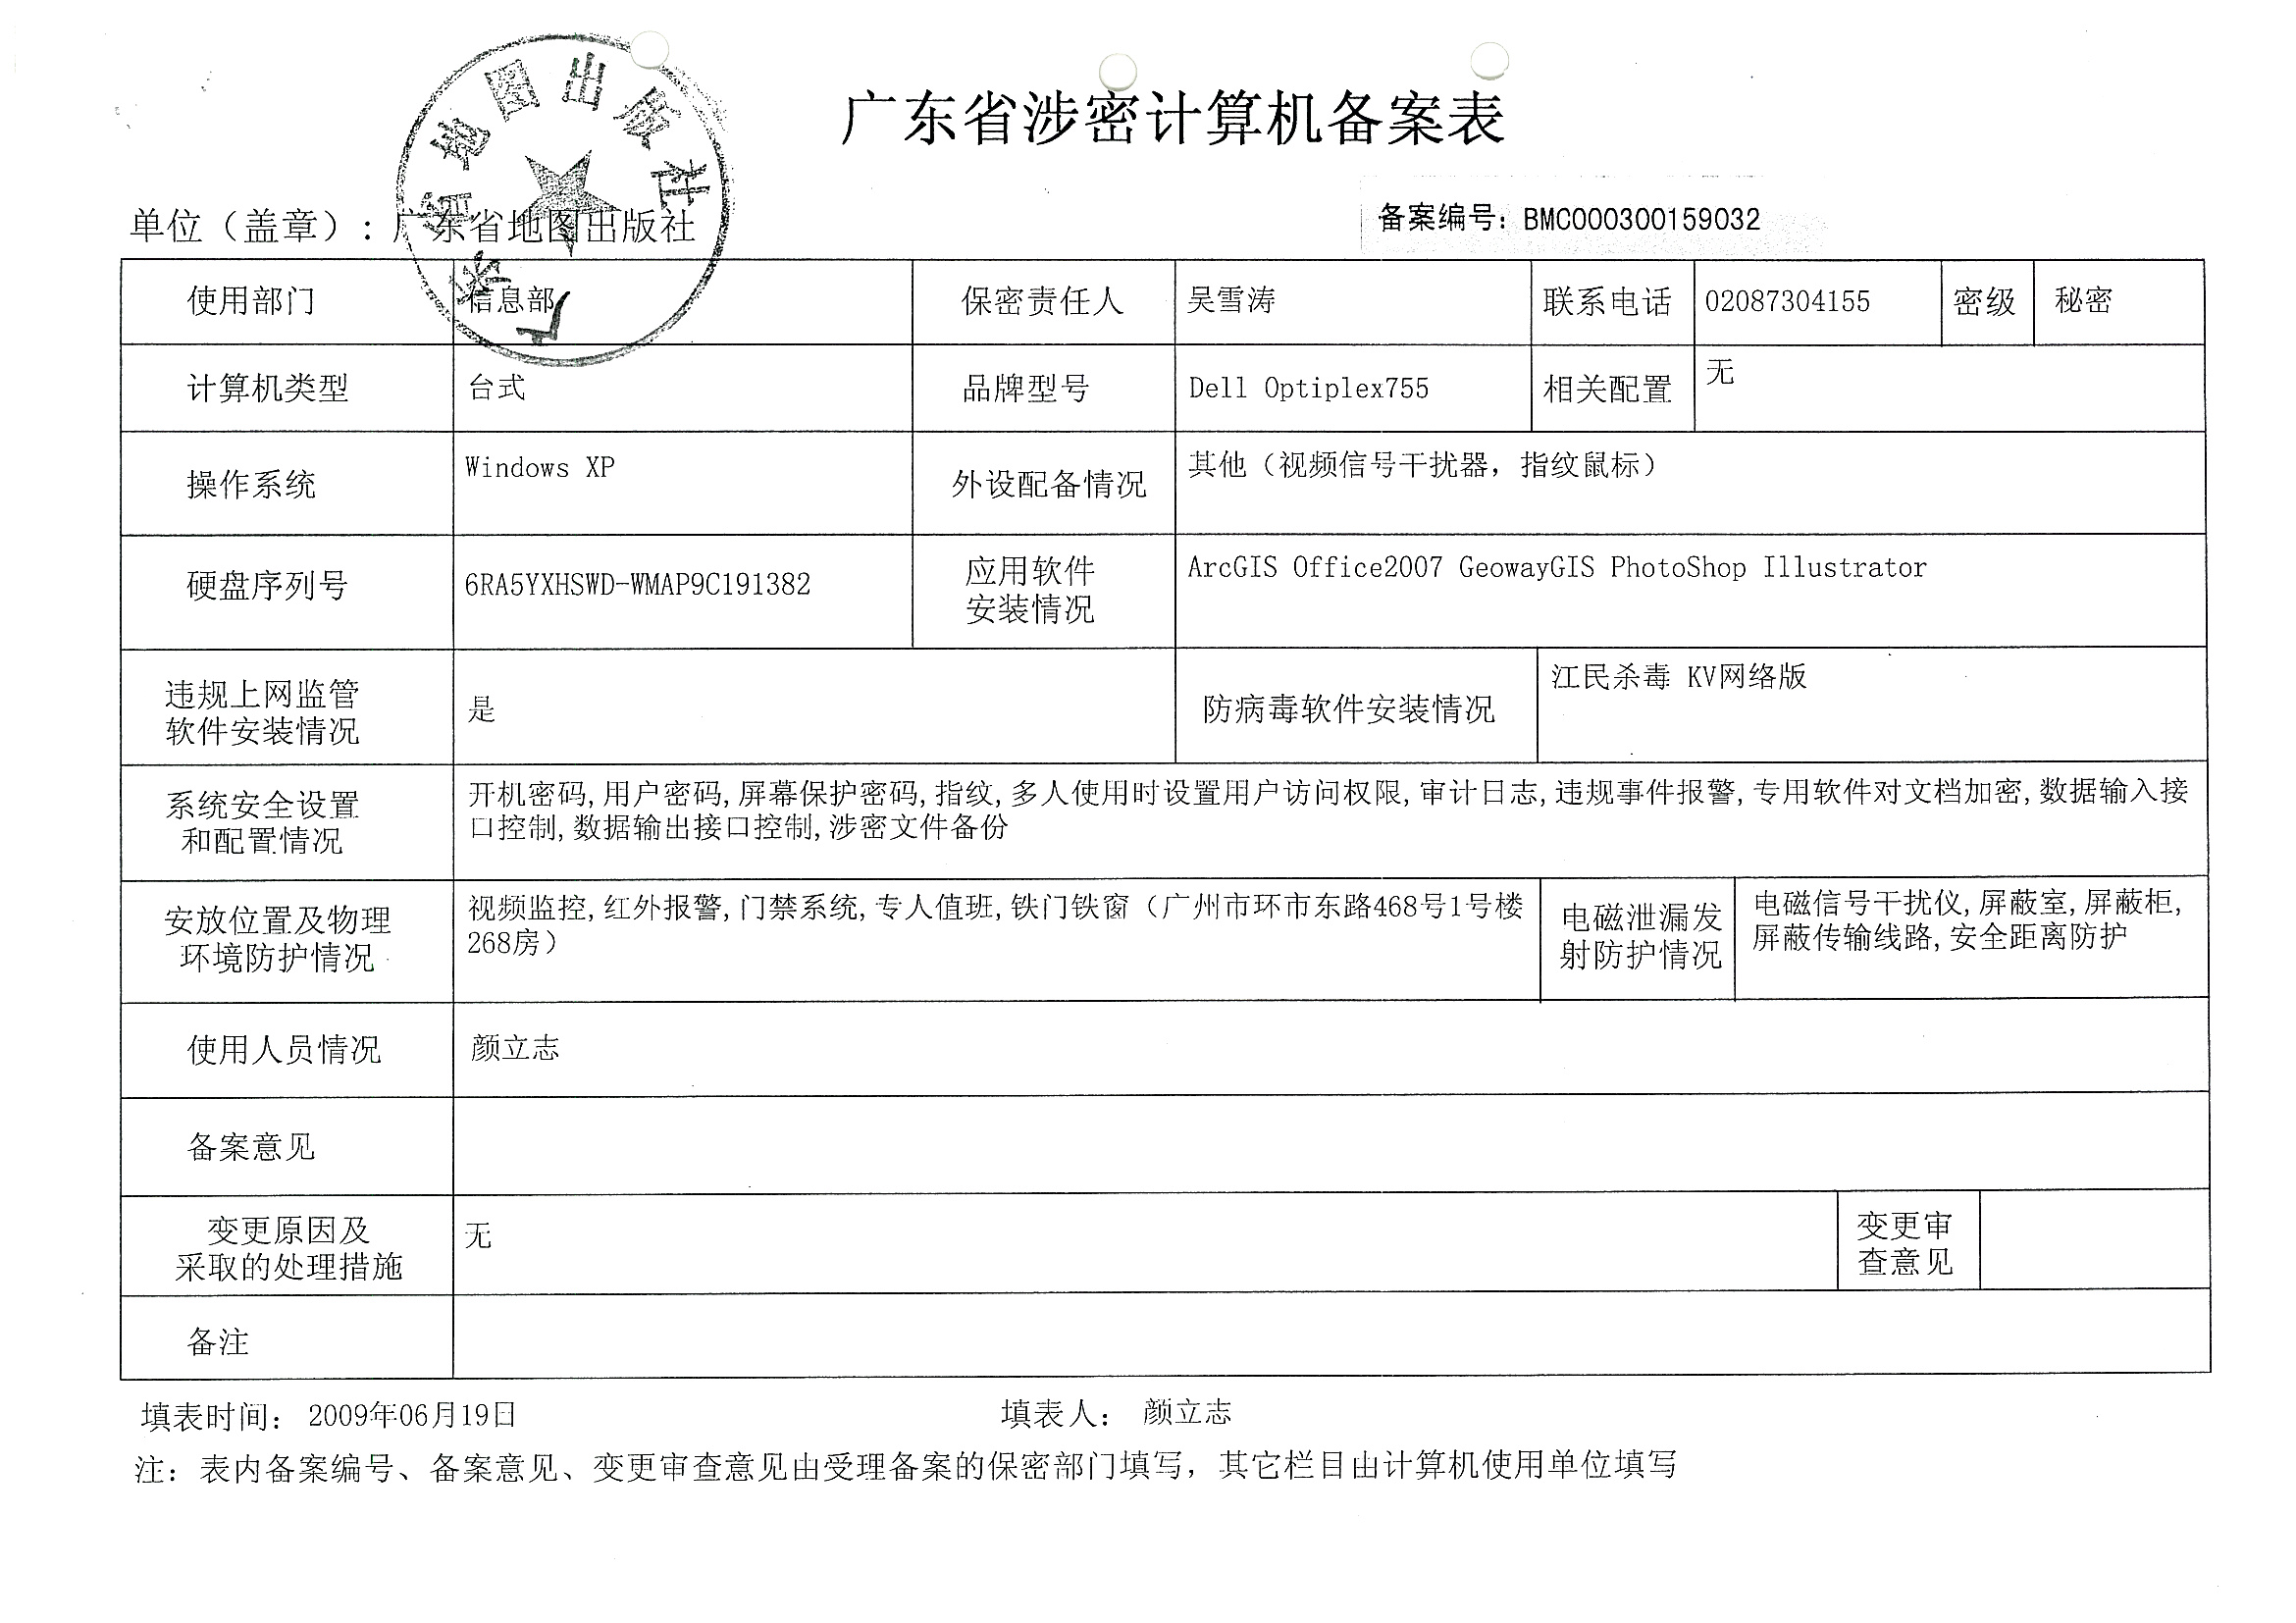 广东省涉密计算机备案表
省地图出版社
单位（盖章）：广东省地图出版社
备案编号：BMC000300159032
使用部门 信息部 保密责任人 吴雪涛 联系电话 02087304155 密级 秘密
计算机类型 台式 品牌型号 Dell Optiplex755 相关配置 无
操作系统 Windows XP 外设配备情况 其他（视频信号干扰器，指纹鼠标）
硬盘序列号 6RA5YXHSWD-WMAP9C191382
应用软件
安装情况
ArcGIS Office2007 GeowayGIS PhotoShop Illustrator
违规上网监管
软件安装情况
是 防病毒软件安装情况 江民杀毒 KV网络版
系统安全设置
和配置情况
开机密码,用户密码,屏幕保护密码,指纹,多人使用时设置用户访问权限,审计日志,违规事件报警,专用软件对文档加密,数据输入接
口控制,数据输出接口控制,涉密文件备份
安放位置及物理
环境防护情况
视频监控,红外报警,门禁系统,专人值班,铁门铁窗（广州市环市东路468号1号楼
268房）
电磁泄漏发
射防护情况
电磁信号干扰仪,屏蔽室,屏蔽柜,
屏蔽传输线路,安全距离防护
使用人员情况 颜立志
备案意见
变更原因及
采取的处理措施
无
变更审
查意见
备注
填表时间： 2009年06月19日 填表人： 颜立志
注：表内备案编号、备案意见、变更审查意见由受理备案的保密部门填写，其它栏目由计算机使用单位填写